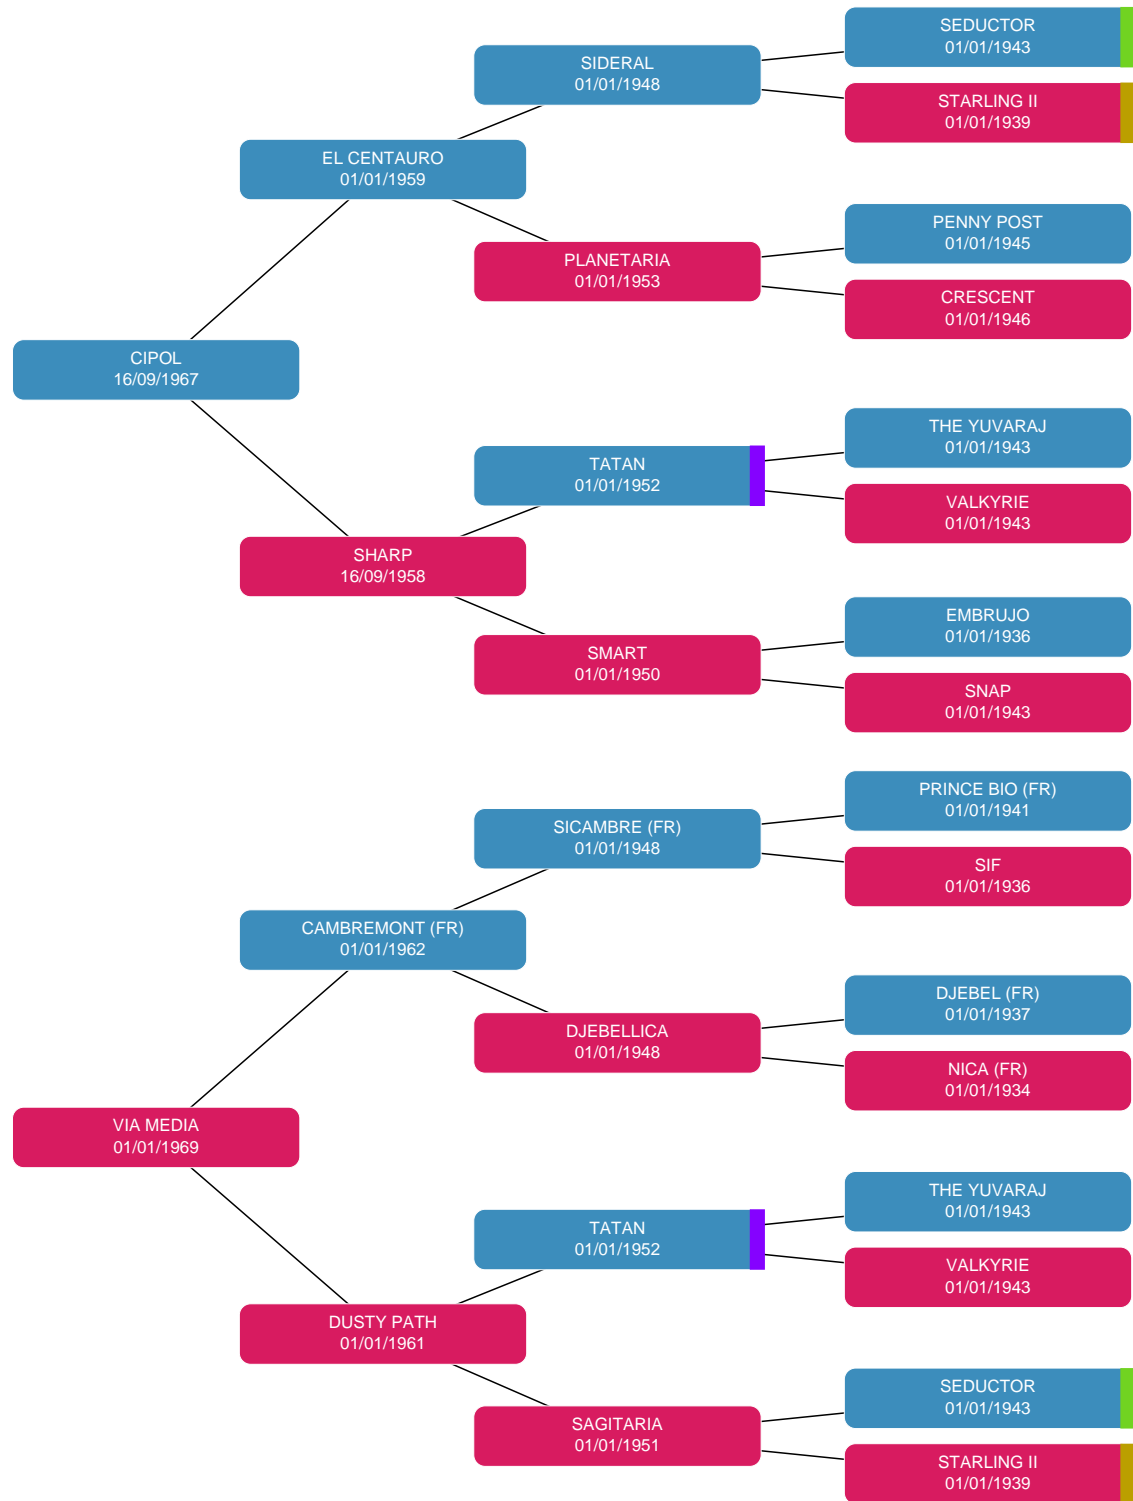 SEDUCTOR
01/01/1943
SIDERAL
01/01/1948
STARLING II
01/01/1939
EL CENTAURO
01/01/1959
PENNY POST
01/01/1945
PLANETARIA
01/01/1953
CRESCENT
01/01/1946
CIPOL
16/09/1967
THE YUVARAJ
01/01/1943
TATAN
01/01/1952
VALKYRIE
01/01/1943
SHARP
16/09/1958
EMBRUJO
01/01/1936
SMART
01/01/1950
SNAP
01/01/1943
PRINCE BIO (FR)
01/01/1941
SICAMBRE (FR)
01/01/1948
SIF
01/01/1936
CAMBREMONT (FR)
01/01/1962
DJEBEL (FR)
01/01/1937
DJEBELLICA
01/01/1948
NICA (FR)
01/01/1934
VIA MEDIA
01/01/1969
THE YUVARAJ
01/01/1943
TATAN
01/01/1952
VALKYRIE
01/01/1943
DUSTY PATH
01/01/1961
SEDUCTOR
01/01/1943
SAGITARIA
01/01/1951
STARLING II
01/01/1939